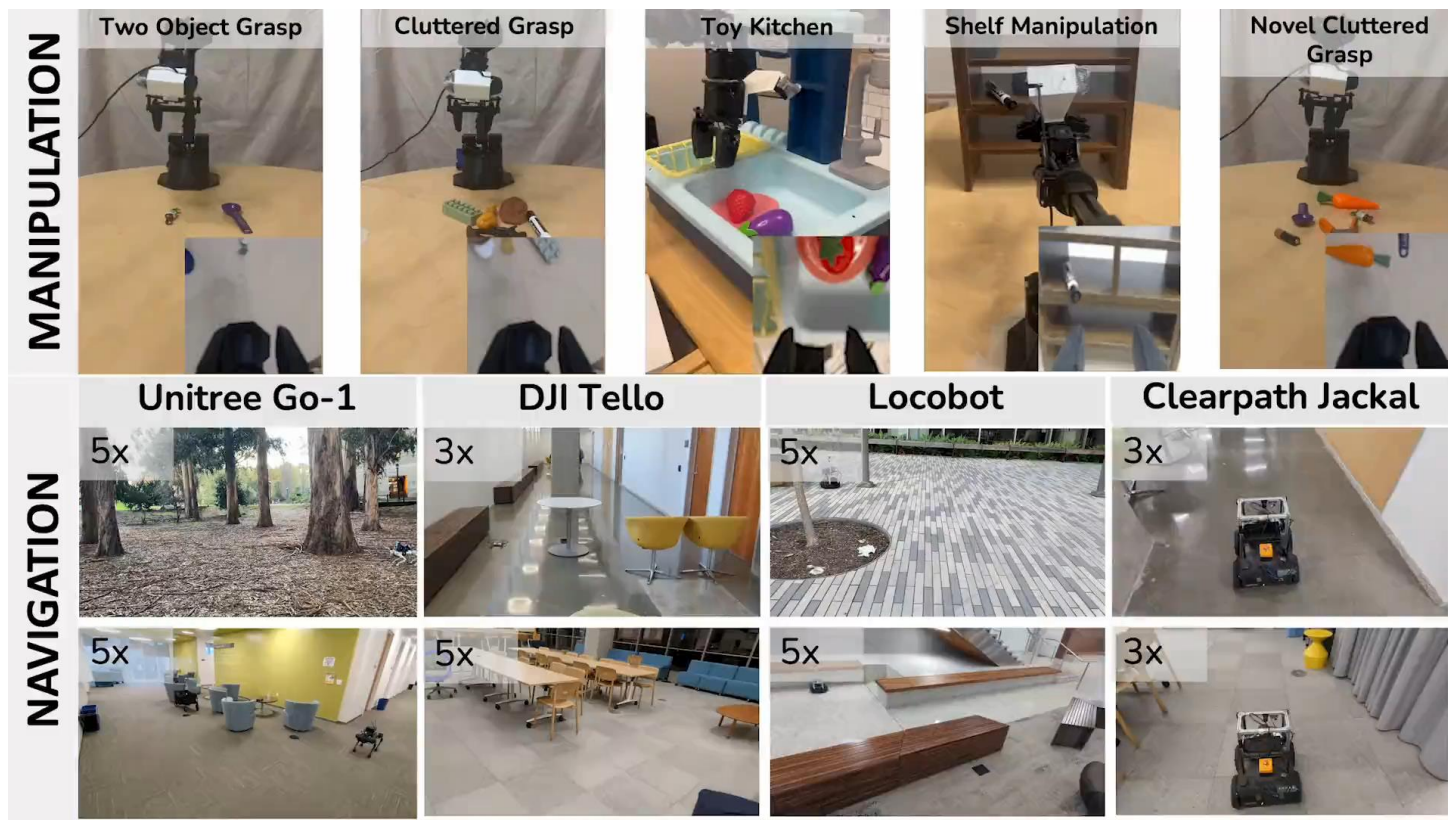 MANIPULATION
Two Object Grasp
Cluttered Grasp
Toy Kitchen
Shelf Manipulation
Novel Cluttered
Grasp
NAVIGATION
Unitree Go-1
DJI Tello
Locobot
Clearpath Jackal
5x
3x
5x
3x
5x
5x
5x
3x